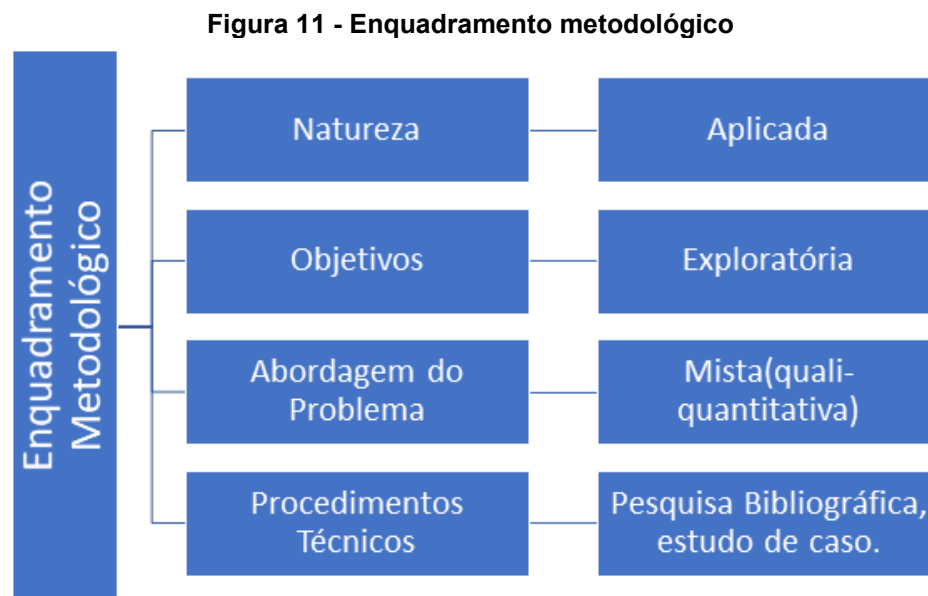 Figura 11 - Enquadramento metodológico
Enquadramento
Metodológico
Natureza
Aplicada
Objetivos
Exploratória
Abordagem do
Problema
Mista(quali-
quantitativa)
Procedimentos
Técnicos
Pesquisa Bibliográfica,
estudo de caso.